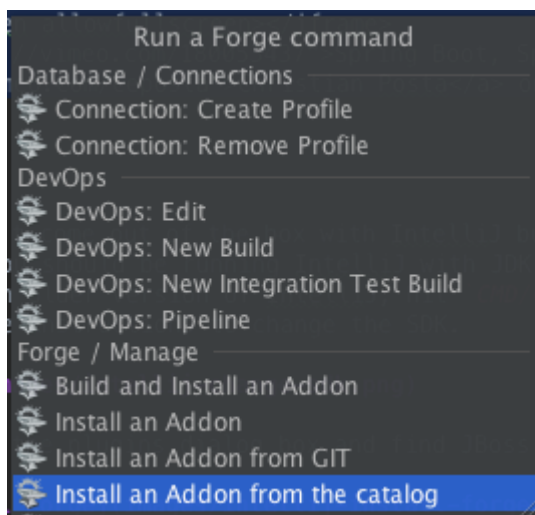 Run a Forge command
Database / Connections
Connection: Create Profile
Connection: Remove Profile
DevOps
DevOps: Edit
DevOps: New Build
DevOps: New Integration Test Build
DevOps: Pipeline
Forge / Manage
Build and Install an Addon
Install an Addon
Install an Addon from GIT
Install an Addon from the catalog